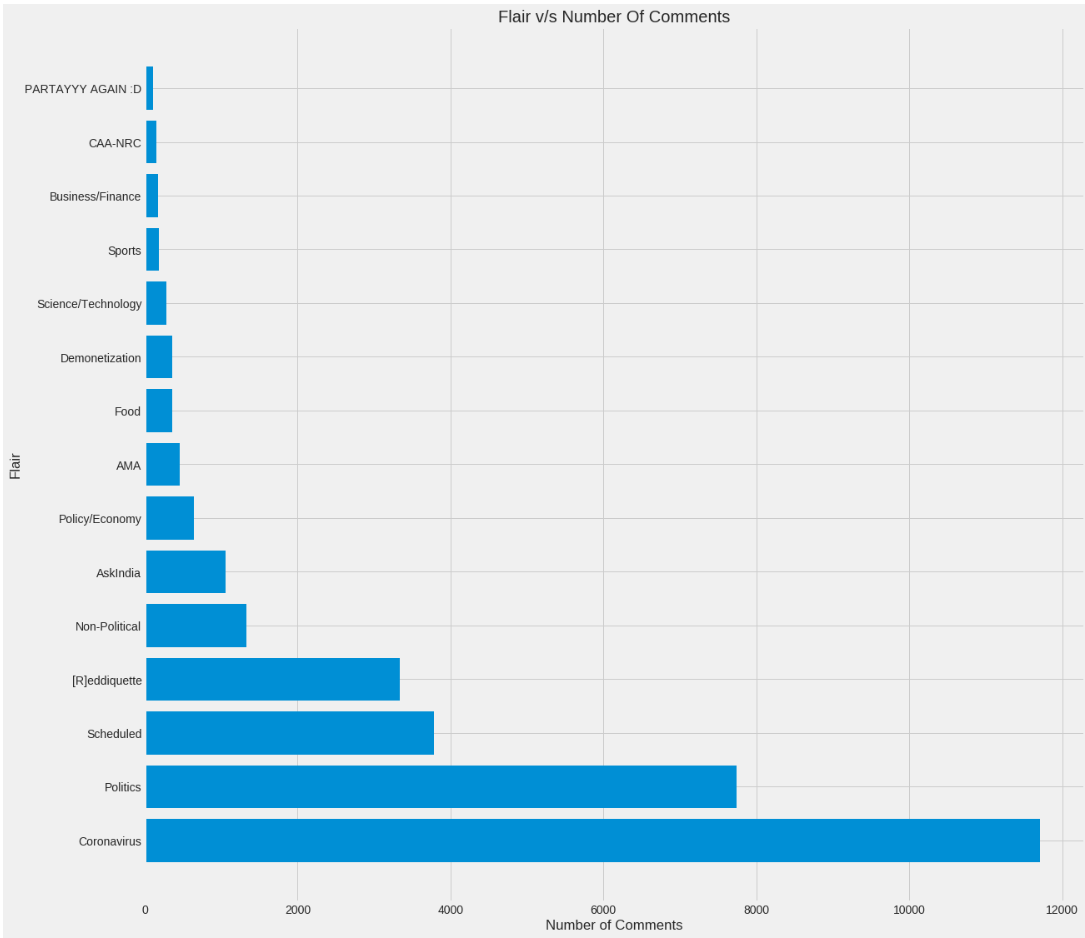 Flair v/s Number Of Comments
PARTAYYY AGAIN :D
CAA-NRC
Business/Finance
Sports
Science/Technology
Demonetization
Food
AMA
Flair
Policy/Economy
AskIndia
Non-Political
[R]eddiquette
Scheduled
Politics
Coronavirus
0 2000 4000 6000 8000 10000 12000
Number of Comments